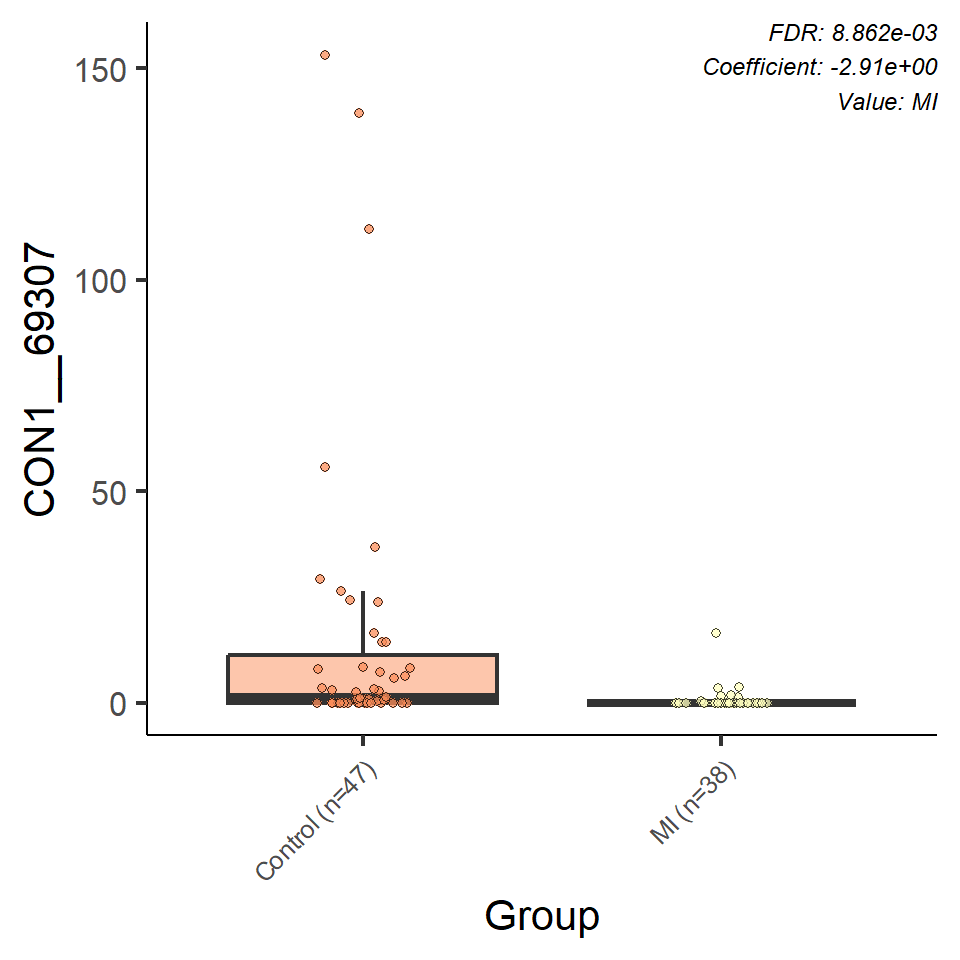 FDR: 8.862e-03
Coefficient: -2.91e+00
Value: MI
150
100
50
0
CON1__69307
Control (n=47)
MI (n=38)
Group